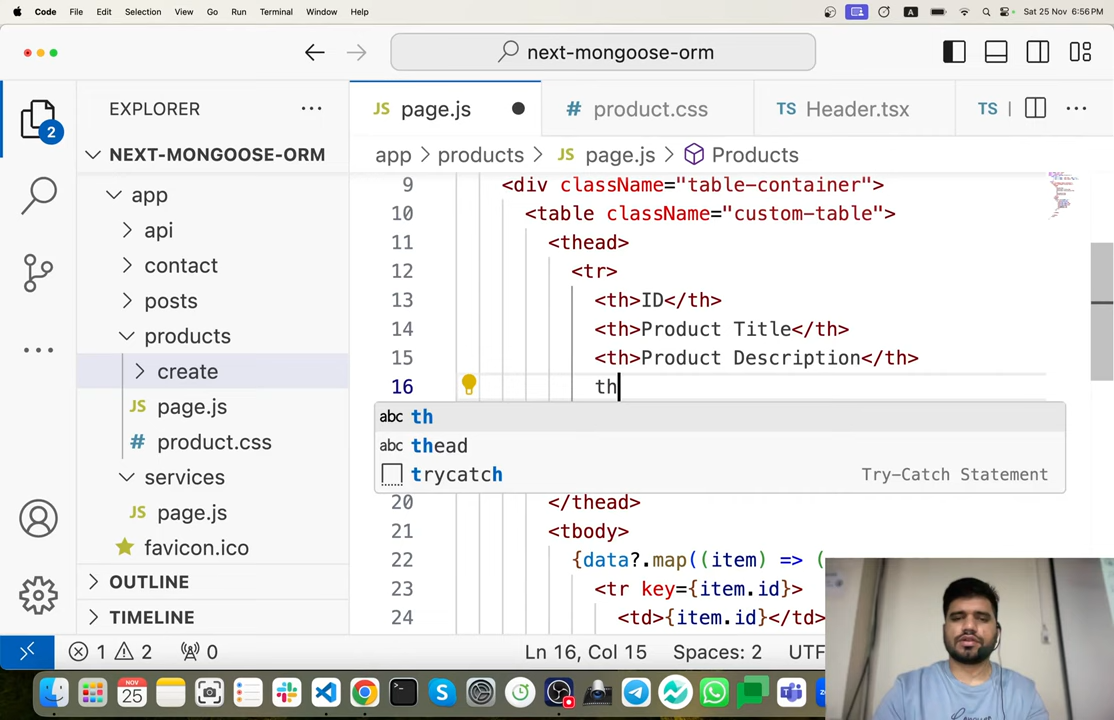 Code File Edit Selection View Go Run Terminal Window Help A Sat 25 Nov 6:56 PM
next-mongoose-orm
2
EXPLORER ...
NEXT-MONGOOSE-ORM
app
api
contact
posts
products
create
JS page.js
# product.css
services
JS page.js
favicon.ico
OUTLINE
TIMELINE
JS page.js
# product.css
TS Header.tsx
TS
app > products > JS page.js > Products
9 <div className="table-container">
10 <table className="custom-table">
11 <thead>
12 <tr>
13 <th>ID</th>
14 <th>Product Title</th>
15 <th>Product Description</th>
16 th
abc th
abc thead
trycatch Try-Catch Statement
20 </thead>
21 <tbody>
22 {data?.map((item) => (
23 <tr key={item.id}>
24 <td>{item.id}</td>
1 2 0 Ln 16, Col 15 Spaces: 2 UTF
NOV 25